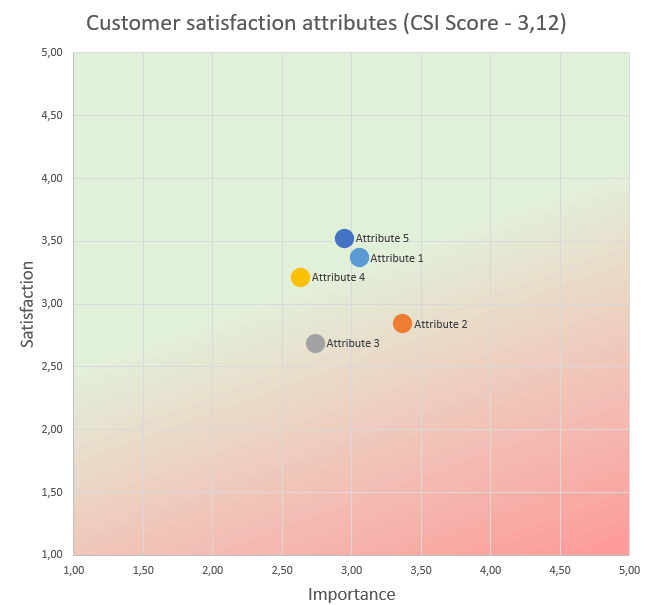 Customer satisfaction attributes (CSI Score - 3,12)
5,00
4,50
4,00
3,50
3,00
2,50
2,00
1,50
1,00
Satisfaction
Attribute 5
Attribute 1
Attribute 4
Attribute 2
Attribute 3
1,00 1,50 2,00 2,50 3,00 3,50 4,00 4,50 5,00
Importance